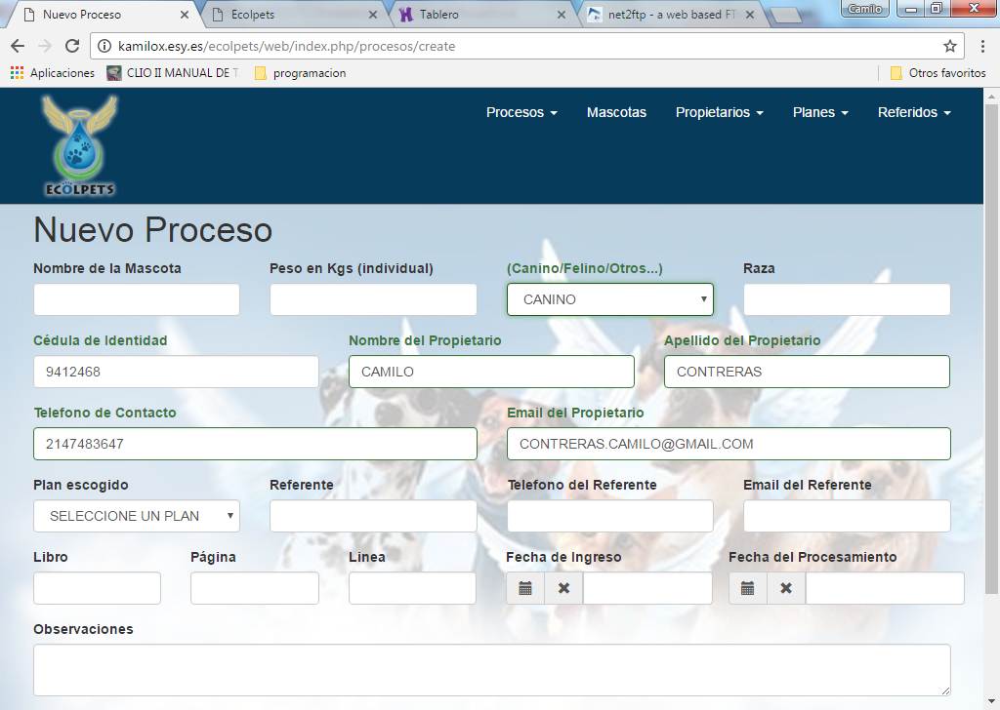 Nuevo Proceso
Ecolpets
Tablero
net2ftp - a web based FT
Camilo
kamilox.esy.es/ecolpets/web/index.php/procesos/create
Aplicaciones
CLIO II MANUAL DE T
programacion
Otros favoritos
ECOLPETS
Procesos
Mascotas
Propietarios
Planes
Referidos
Nuevo Proceso
Nombre de la Mascota
Peso en Kgs (individual)
(Canino/Felino/Otros...)
Raza
CANINO
Cédula de Identidad
Nombre del Propietario
Apellido del Propietario
9412468
CAMILO
CONTRERAS
Telefono de Contacto
Email del Propietario
2147483647
CONTRERAS.CAMILO@GMAIL.COM
Plan escogido
Referente
Telefono del Referente
Email del Referente
SELECCIONE UN PLAN
Libro
Página
Linea
Fecha de Ingreso
Fecha del Procesamiento
Observaciones